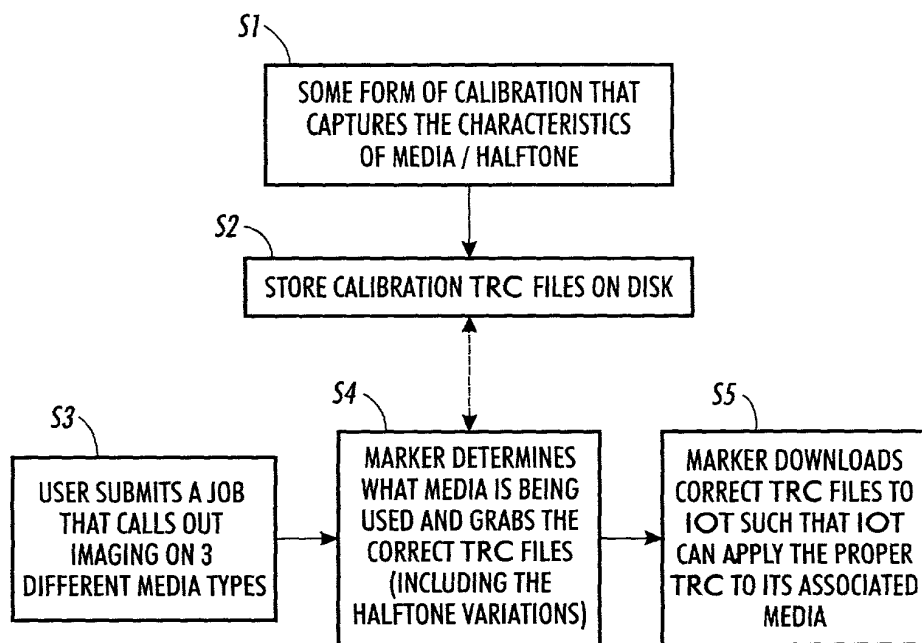 S1
SOME FORM OF CALIBRATION THAT
CAPTURES THE CHARACTERISTICS
OF MEDIA / HALFTONE
S2
STORE CALIBRATION TRC FILES ON DISK
S3
USER SUBMITS A JOB
THAT CALLS OUT
IMAGING ON 3
DIFFERENT MEDIA TYPES
S4
MARKER DETERMINES
WHAT MEDIA IS BEING
USED AND GRABS THE
CORRECT TRC FILES
(INCLUDING THE
HALFTONE VARIATIONS)
S5
MARKER DOWNLOADS
CORRECT TRC FILES TO
IOT SUCH THAT IOT
CAN APPLY THE PROPER
TRC TO ITS ASSOCIATED
MEDIA